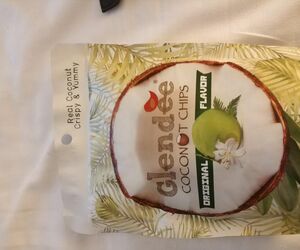 Real Coconut
Crispy & Yummy
Glendee
COCONUT CHIPS
ORIGINAL FLAVOR